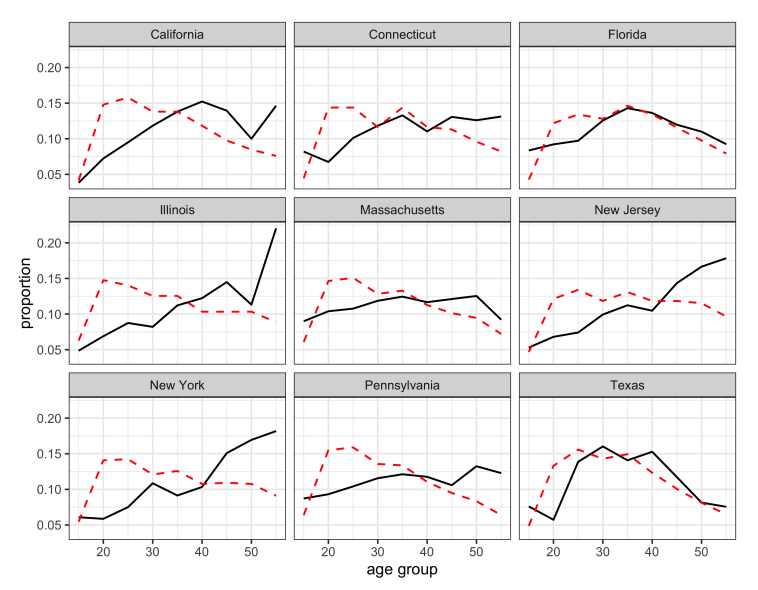 California Connecticut Florida
0.20
0.15
0.10
0.05
Illinois Massachusetts New Jersey
0.20
0.15
0.10
0.05
proportion
New York Pennsylvania Texas
0.20
0.15
0.10
0.05
20 30 40 50 20 30 40 50 20 30 40 50
age group